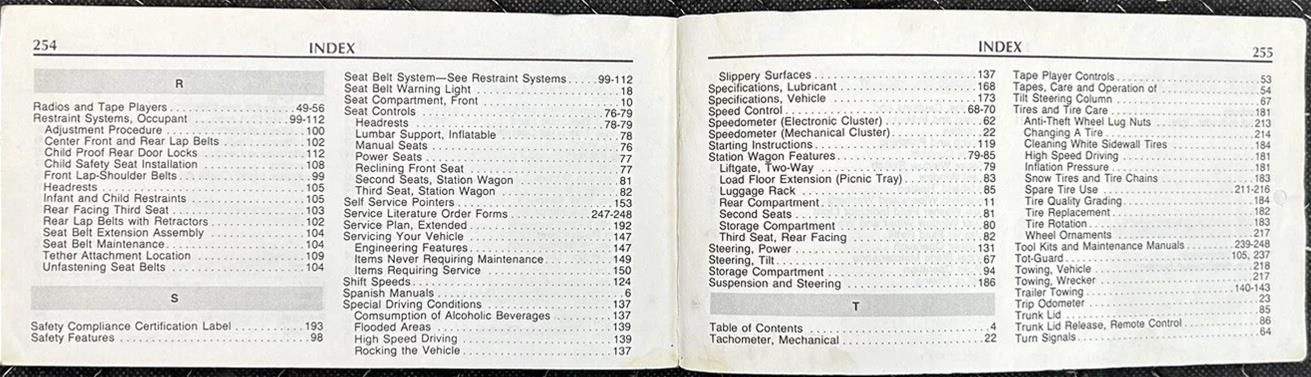 254
INDEX
R
Radios and Tape Players 49-56
Restraint Systems, Occupant 99-112
Adjustment Procedure 100
Center Front and Rear Lap Belts 102
Child Proof Rear Door Locks 112
Child Safety Seat Installation 108
Front Lap-Shoulder Belts 99
Headrests 105
Infant and Child Restraints 105
Rear Facing Third Seat 103
Rear Lap Belts with Retractors 102
Seat Belt Extension Assembly 104
Seat Belt Maintenance 104
Tether Attachment Location 109
Unfastening Seat Belts 104
S
Safety Compliance Certification Label 193
Safety Features 98
Seat Belt System—See Restraint Systems 99-112
Seat Belt Warning Light 18
Seat Compartment, Front 10
Seat Controls 76-79
Headrests 78-79
Lumbar Support, Inflatable 78
Manual Seats 76
Power Seats 77
Reclining Front Seat 77
Second Seats, Station Wagon 81
Third Seat, Station Wagon 82
Self Service Pointers 153
Service Literature Order Forms 247-248
Service Plan, Extended 192
Servicing Your Vehicle 147
Engineering Features 147
Items Never Requiring Maintenance 149
Items Requiring Service 150
Shift Speeds 124
Spanish Manuals 6
Special Driving Conditions 137
Comsumption of Alcoholic Beverages 137
Flooded Areas 139
High Speed Driving 139
Rocking the Vehicle 137
INDEX
255
Slippery Surfaces 137
Specifications, Lubricant 168
Specifications, Vehicle 173
Speed Control 68-70
Speedometer (Electronic Cluster) 62
Speedometer (Mechanical Cluster) 22
Starting Instructions 119
Station Wagon Features 79-85
Liftgate, Two-Way 79
Load Floor Extension (Picnic Tray) 83
Luggage Rack 85
Rear Compartment 11
Second Seats 81
Storage Compartment 80
Third Seat, Rear Facing 82
Steering, Power 131
Steering, Tilt 67
Storage Compartment 94
Suspension and Steering 186
T
Table of Contents 4
Tachometer, Mechanical 22
Tape Player Controls 53
Tapes, Care and Operation of 54
Tilt Steering Column 67
Tires and Tire Care 181
Anti-Theft Wheel Lug Nuts 213
Changing A Tire 214
Cleaning White Sidewall Tires 184
High Speed Driving 181
Inflation Pressure 181
Snow Tires and Tire Chains 183
Spare Tire Use 211-216
Tire Quality Grading 184
Tire Replacement 182
Tire Rotation 183
Wheel Ornaments 217
Tool Kits and Maintenance Manuals 239-248
Tot-Guard 105, 237
Towing, Vehicle 218
Towing, Wrecker 217
Trailer Towing 140-143
Trip Odometer 23
Trunk Lid 85
Trunk Lid Release, Remote Control 86
Turn Signals 64